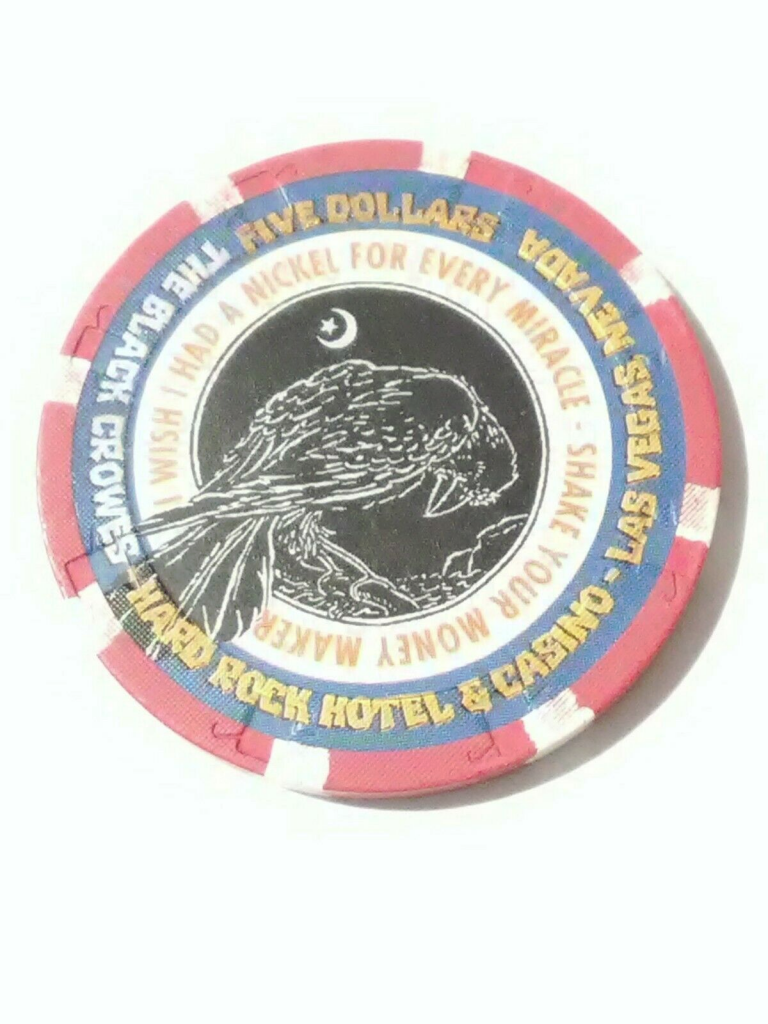 FIVE DOLLARS
THE BLACK CROWES
HARD ROCK HOTEL & CASINO - LAS VEGAS NEVADA
I WISH I HAD A NICKEL FOR EVERY MIRACLE - SHAKE YOUR MONEY MAKER